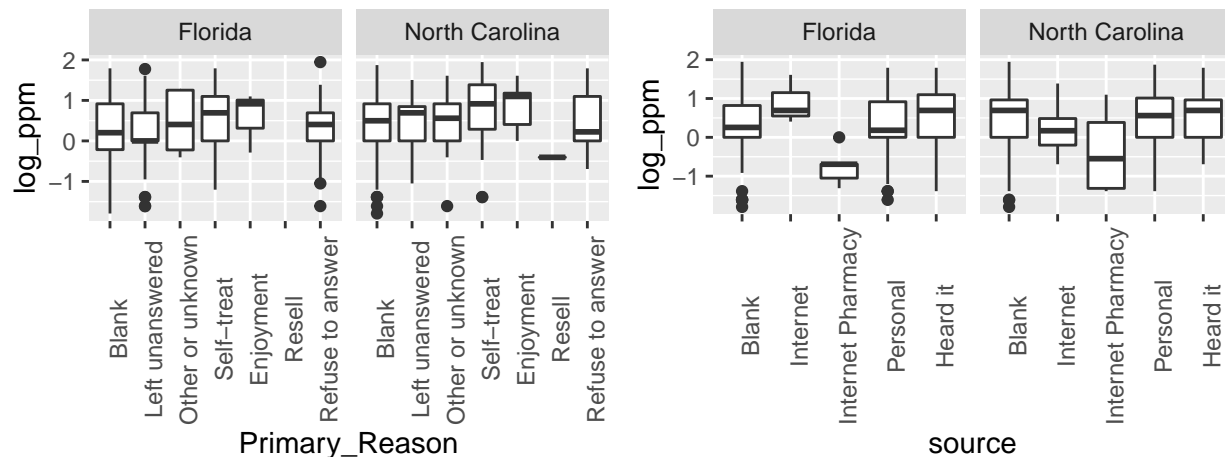 Florida
North Carolina
log_ppm
2
1
0
−1
Blank
Left unanswered
Other or unknown
Self−treat
Enjoyment
Resell
Refuse to answer
Blank
Left unanswered
Other or unknown
Self−treat
Enjoyment
Resell
Refuse to answer
Primary_Reason
Florida
North Carolina
log_ppm
2
1
0
−1
Blank
Internet
Internet Pharmacy
Personal
Heard it
Blank
Internet
Internet Pharmacy
Personal
Heard it
source